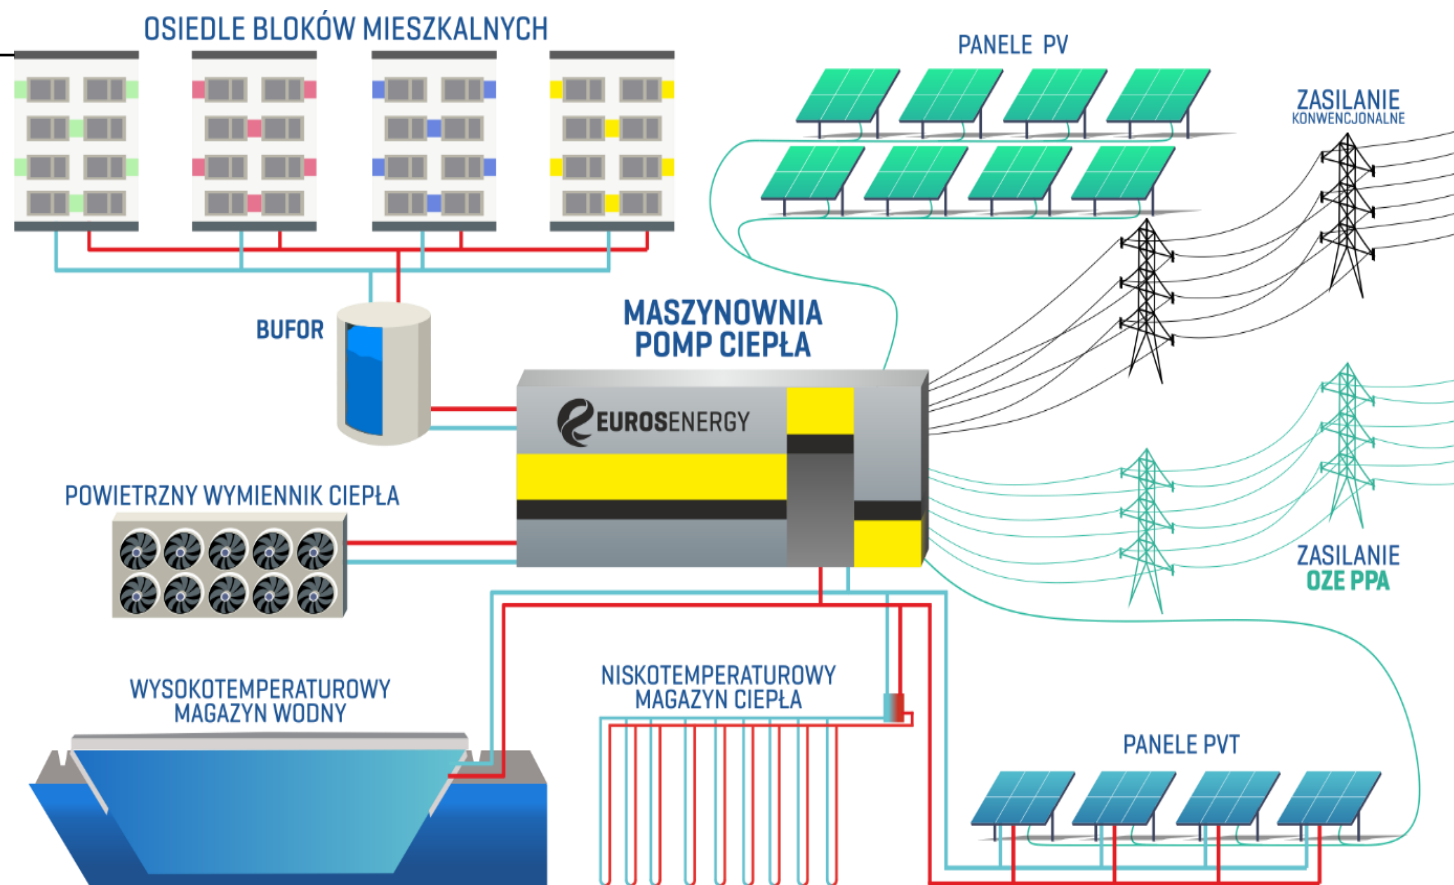 OSIEDLE BLOKÓW MIESZKALNYCH
PANELE PV
ZASILANIE
KONWENCJONALNE
BUFOR
MASZYNOWNIA
POMP CIEPŁA
EUROSENERGY
POWIETRZNY WYMIENNIK CIEPŁA
ZASILANIE
OZE PPA
WYSOKOTEMPERATUROWY
MAGAZYN WODNY
NISKOTEMPERATUROWY
MAGAZYN CIEPŁA
PANELE PVT